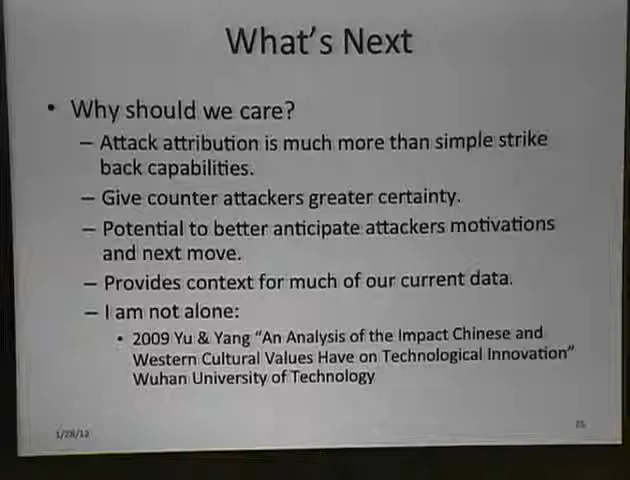 What's Next
• Why should we care?
– Attack attribution is much more than simple strike
back capabilities.
– Give counter attackers greater certainty.
– Potential to better anticipate attackers motivations
and next move.
– Provides context for much of our current data.
– I am not alone:
• 2009 Yu & Yang "An Analysis of the Impact Chinese and
Western Cultural Values Have on Technological Innovation"
Wuhan University of Technology
1/28/12